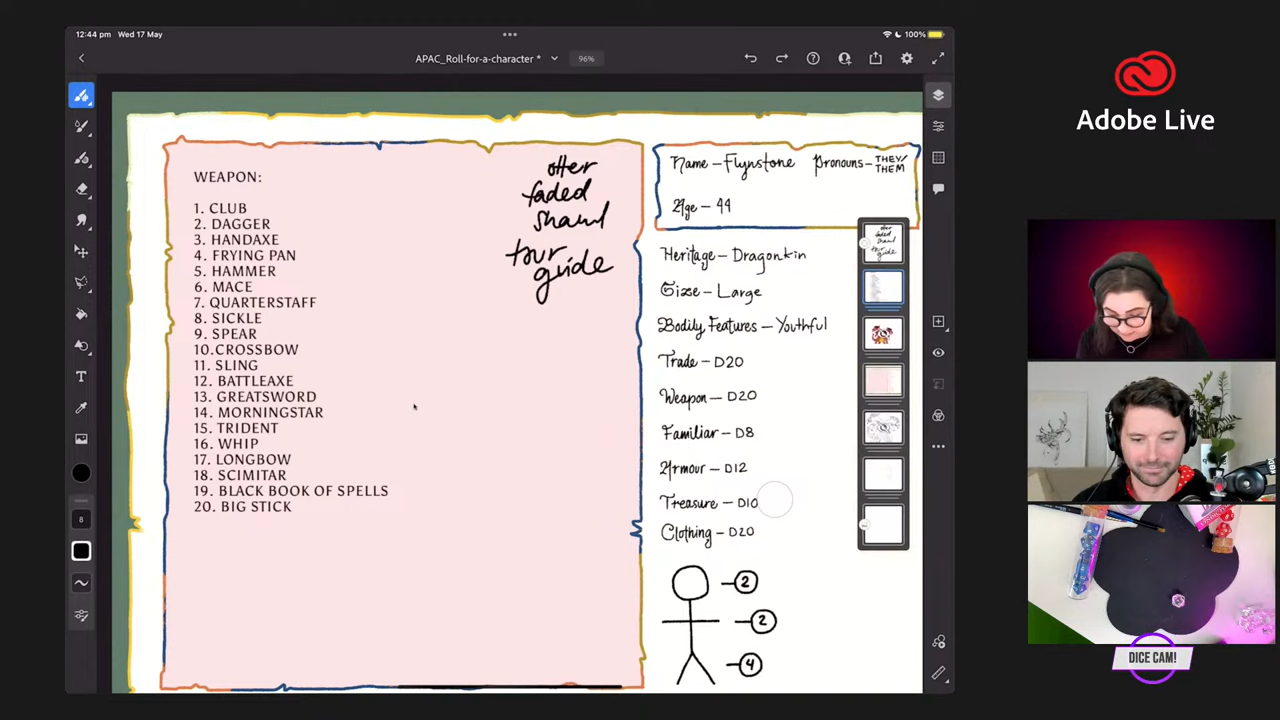 12:44 pm Wed 17 May
100%
APAC_Roll-for-a-character *
96%
Adobe Live
WEAPON:
1. CLUB
2. DAGGER
3. HANDAXE
4. FRYING PAN
5. HAMMER
6. MACE
7. QUARTERSTAFF
8. SICKLE
9. SPEAR
10.CROSSBOW
11. SLING
12. BATTLEAXE
13. GREATSWORD
14. MORNINGSTAR
15. TRIDENT
16. WHIP
17. LONGBOW
18. SCIMITAR
19. BLACK BOOK OF SPELLS
20. BIG STICK
otter
faded
shawl
tour
guide
Name – Flynstone Pronouns – THEY/
THEM
Age – 44
Heritage – Dragonkin
Size – Large
Bodily Features – Youthful
Trade – D20
Weapon – D20
Familiar – D8
Armour – D12
Treasure – D10
Clothing – D20
2
2
4
8
T
DICE CAM!